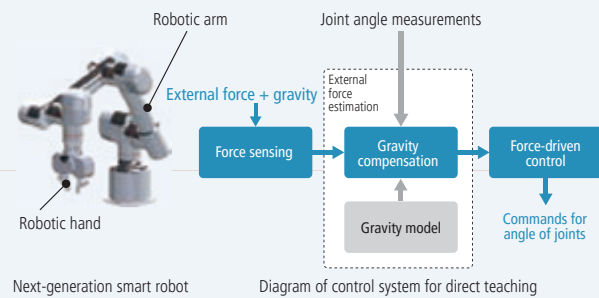 Robotic arm
Joint angle measurements
External
force
estimation
External force + gravity
Force sensing
Gravity
compensation
Force-driven
control
Gravity model
Commands for
angle of joints
Robotic hand
Next-generation smart robot
Diagram of control system for direct teaching